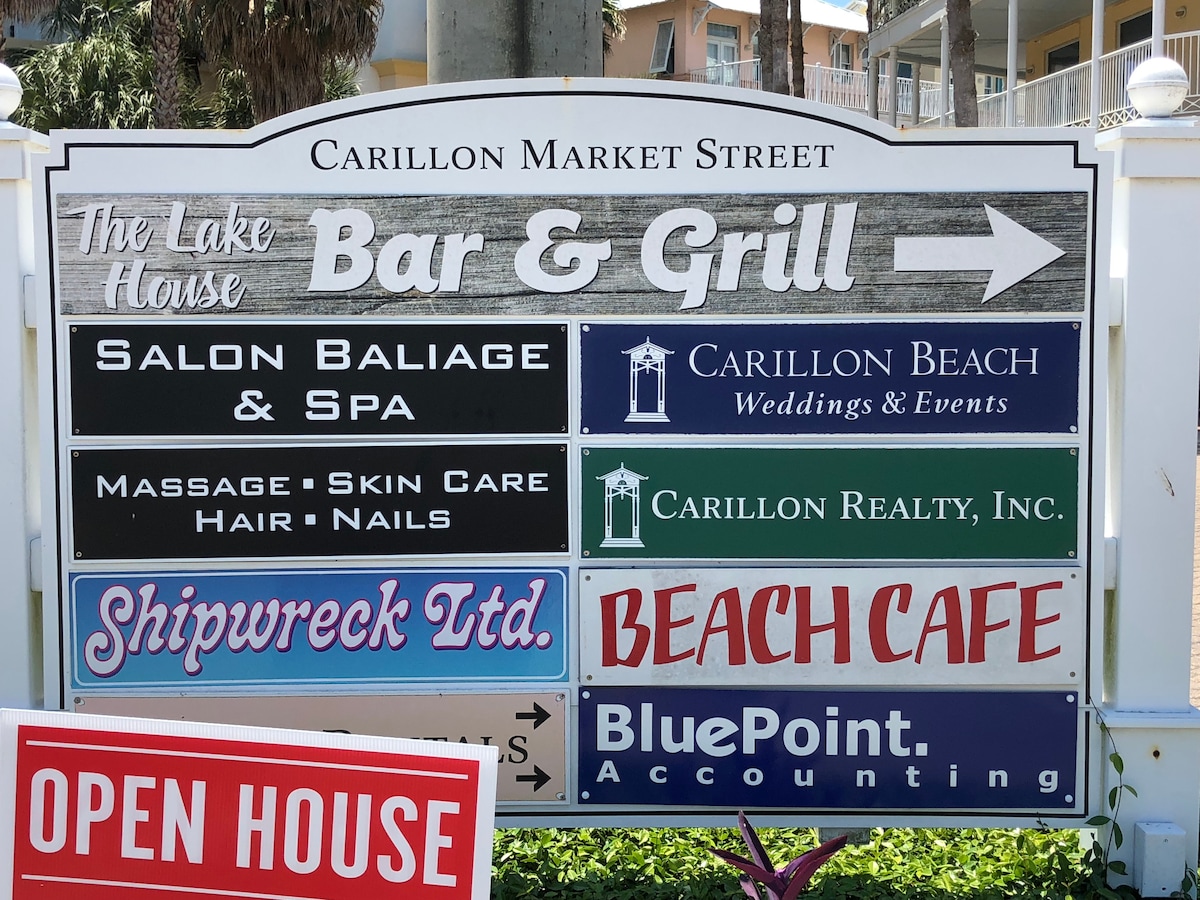 CARILLON MARKET STREET
The Lake House Bar & Grill
SALON BALIAGE
& SPA
CARILLON BEACH
Weddings & Events
MASSAGE ▪ SKIN CARE
HAIR ▪ NAILS
CARILLON REALTY, INC.
Shipwreck Ltd.
BEACH CAFE
BluePoint.
Accounting
OPEN HOUSE